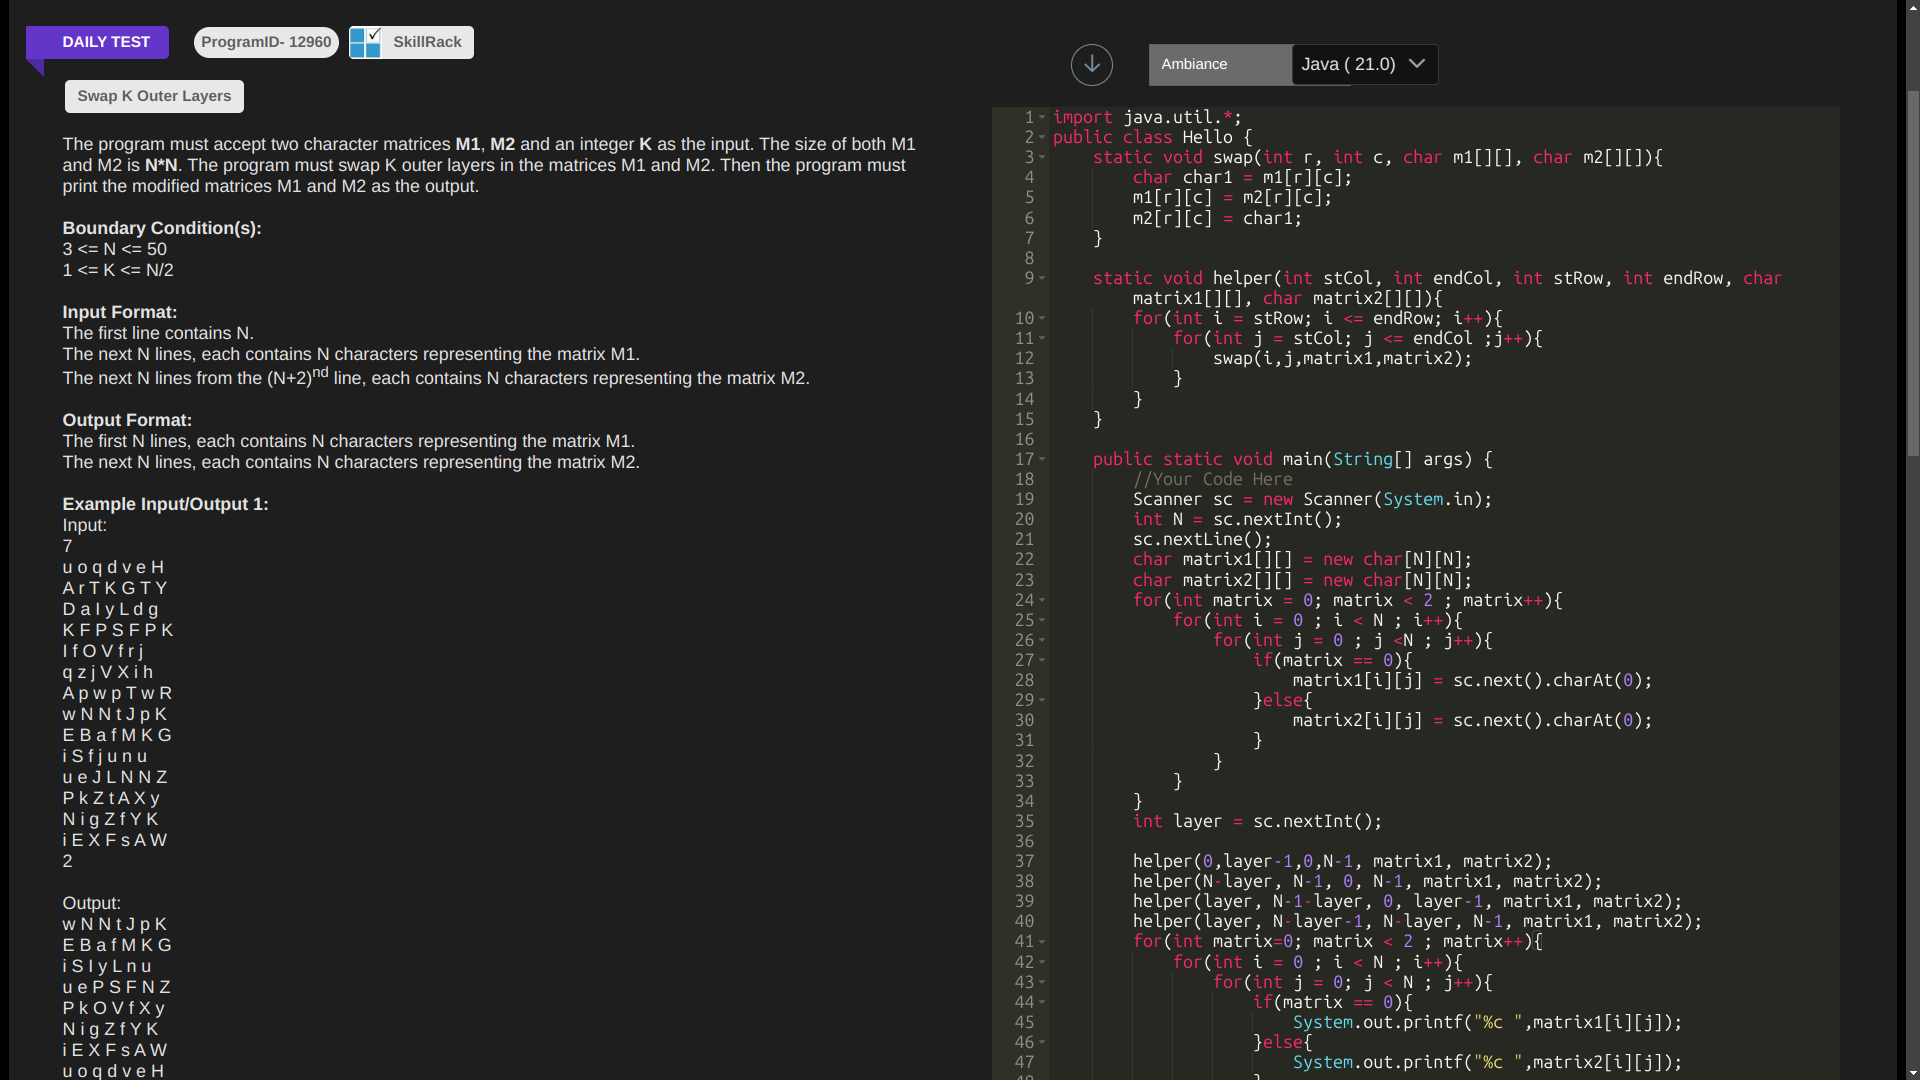 DAILY TEST
ProgramID- 12960
SkillRack
Swap K Outer Layers
The program must accept two character matrices M1, M2 and an integer K as the input. The size of both M1
and M2 is N*N. The program must swap K outer layers in the matrices M1 and M2. Then the program must
print the modified matrices M1 and M2 as the output.
Boundary Condition(s):
3 <= N <= 50
1 <= K <= N/2
Input Format:
The first line contains N.
The next N lines, each contains N characters representing the matrix M1.
The next N lines from the (N+2)nd line, each contains N characters representing the matrix M2.
Output Format:
The first N lines, each contains N characters representing the matrix M1.
The next N lines, each contains N characters representing the matrix M2.
Example Input/Output 1:
Input:
7
u o q d v e H
A r T K G T Y
D a l y L d g
K F P S F P K
I f O V f r j
q z j V X i h
A p w p T w R
w N N t J p K
E B a f M K G
i S f j u n u
u e J L N N Z
P k Z t A X y
N i g Z f Y K
i E X F s A W
2
Output:
w N N t J p K
E B a f M K G
i S l y L n u
u e P S F N Z
P k O V f X y
N i g Z f Y K
i E X F s A W
u o q d v e H
Ambiance
Java ( 21.0)
1 import java.util.*;
2 public class Hello {
3 static void swap(int r, int c, char m1[][], char m2[][]){
4 char char1 = m1[r][c];
5 m1[r][c] = m2[r][c];
6 m2[r][c] = char1;
7 }
8
9 static void helper(int stCol, int endCol, int stRow, int endRow, char
matrix1[][], char matrix2[][]){
10 for(int i = stRow; i <= endRow; i++){
11 for(int j = stCol; j <= endCol ;j++){
12 swap(i,j,matrix1,matrix2);
13 }
14 }
15 }
16
17 public static void main(String[] args) {
18 //Your Code Here
19 Scanner sc = new Scanner(System.in);
20 int N = sc.nextInt();
21 sc.nextLine();
22 char matrix1[][] = new char[N][N];
23 char matrix2[][] = new char[N][N];
24 for(int matrix = 0; matrix < 2 ; matrix++){
25 for(int i = 0 ; i < N ; i++){
26 for(int j = 0 ; j <N ; j++){
27 if(matrix == 0){
28 matrix1[i][j] = sc.next().charAt(0);
29 }else{
30 matrix2[i][j] = sc.next().charAt(0);
31 }
32 }
33 }
34 }
35 int layer = sc.nextInt();
36
37 helper(0,layer-1,0,N-1, matrix1, matrix2);
38 helper(N-layer, N-1, 0, N-1, matrix1, matrix2);
39 helper(layer, N-1-layer, 0, layer-1, matrix1, matrix2);
40 helper(layer, N-layer-1, N-layer, N-1, matrix1, matrix2);
41 for(int matrix=0; matrix < 2 ; matrix++){
42 for(int i = 0 ; i < N ; i++){
43 for(int j = 0; j < N ; j++){
44 if(matrix == 0){
45 System.out.printf("%c ",matrix1[i][j]);
46 }else{
47 System.out.printf("%c ",matrix2[i][j]);